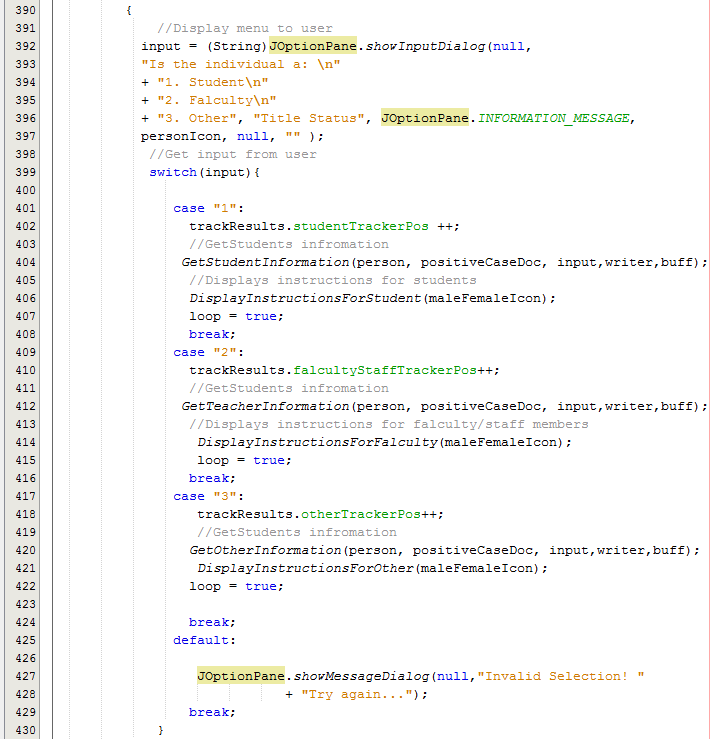 390 {
391 //Display menu to user
392 input = (String)JOptionPane.showInputDialog(null,
393 "Is the individual a: \n"
394 + "1. Student\n"
395 + "2. Falculty\n"
396 + "3. Other", "Title Status", JOptionPane.INFORMATION_MESSAGE,
397 personIcon, null, "" );
398 //Get input from user
399 switch(input){
400
401 case "1":
402 trackResults.studentTrackerPos ++;
403 //GetStudents infromation
404 GetStudentInformation(person, positiveCaseDoc, input,writer,buff);
405 //Displays instructions for students
406 DisplayInstructionsForStudent(maleFemaleIcon);
407 loop = true;
408 break;
409 case "2":
410 trackResults.falcultyStaffTrackerPos++;
411 //GetStudents infromation
412 GetTeacherInformation(person, positiveCaseDoc, input,writer,buff);
413 //Displays instructions for falculty/staff members
414 DisplayInstructionsForFalculty(maleFemaleIcon);
415 loop = true;
416 break;
417 case "3":
418 trackResults.otherTrackerPos++;
419 //GetStudents infromation
420 GetOtherInformation(person, positiveCaseDoc, input,writer,buff);
421 DisplayInstructionsForOther(maleFemaleIcon);
422 loop = true;
423
424 break;
425 default:
426
427 JOptionPane.showMessageDialog(null,"Invalid Selection! "
428 + "Try again...");
429 break;
430 }